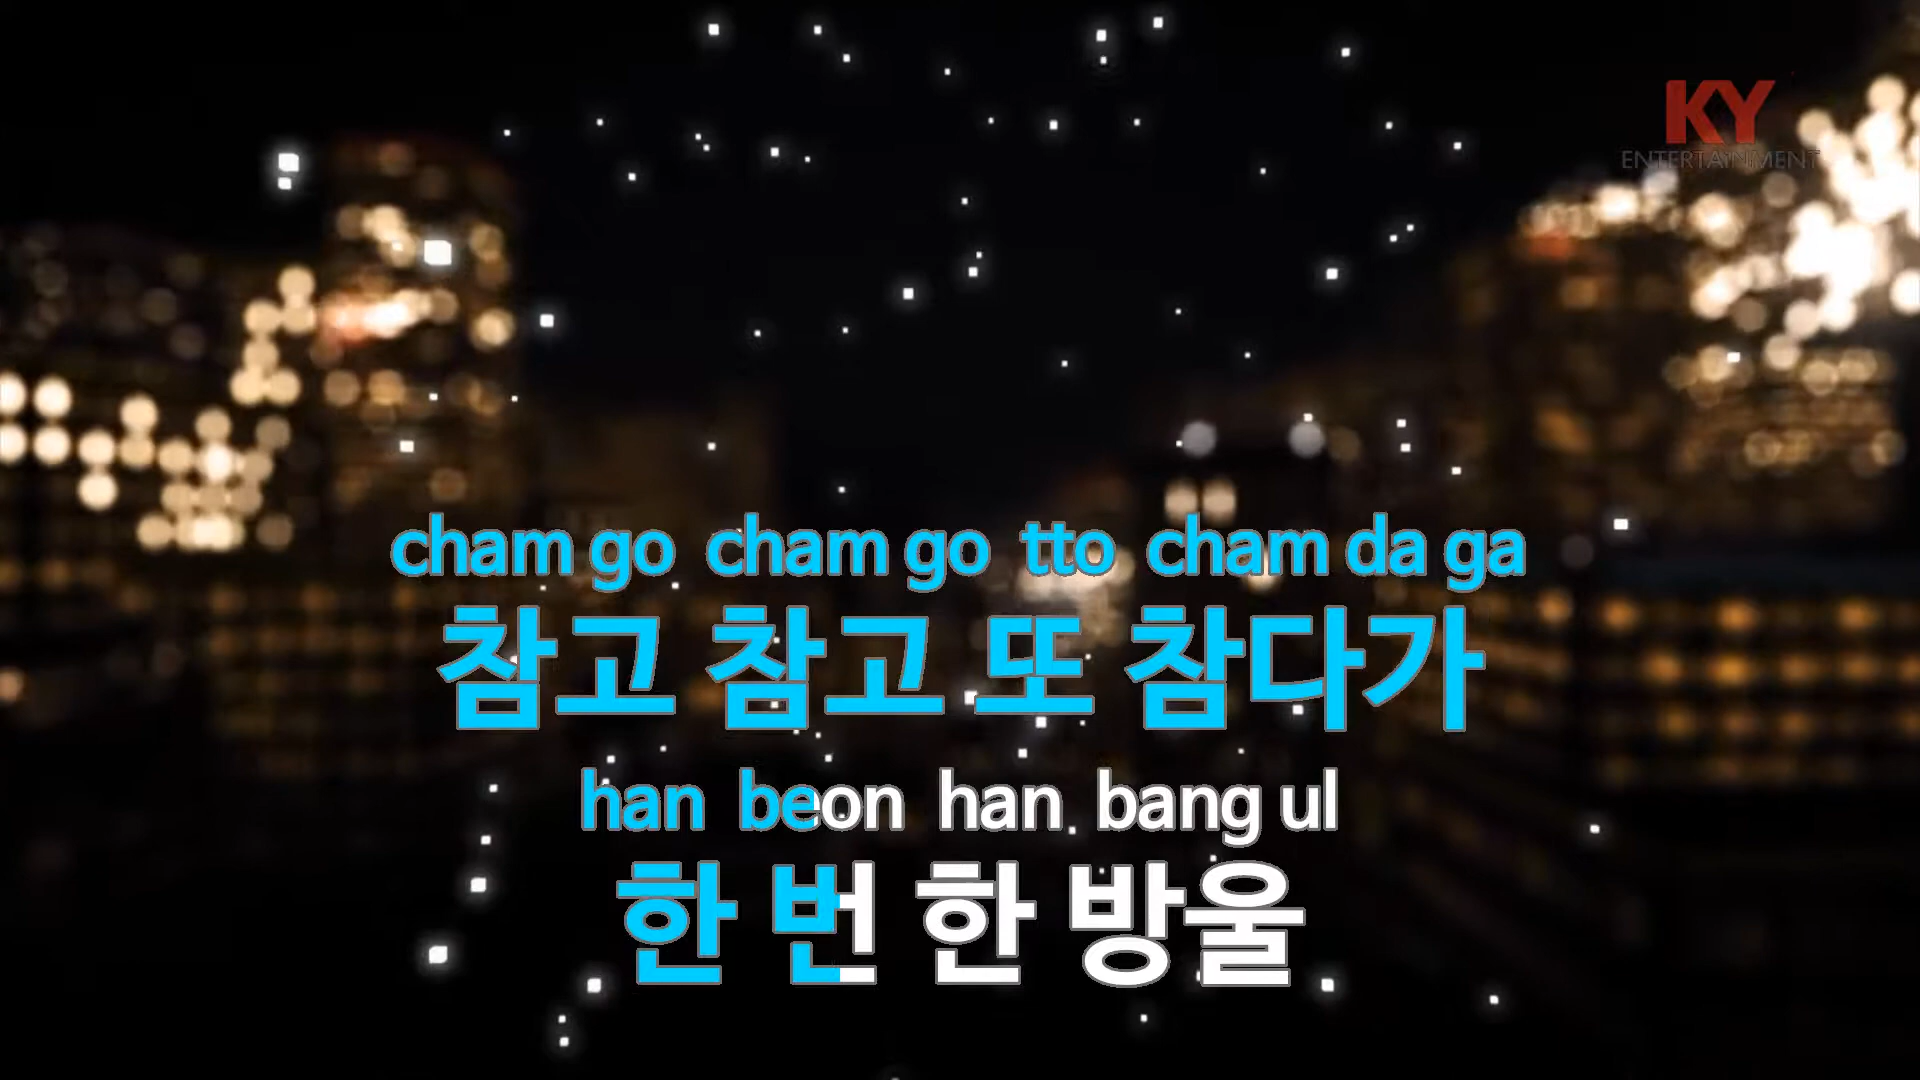 KY
ENTERTAINMENT
cham go cham go tto cham da ga
참고 참고 또 참다가
han beon han bang ul
한 번 한 방울